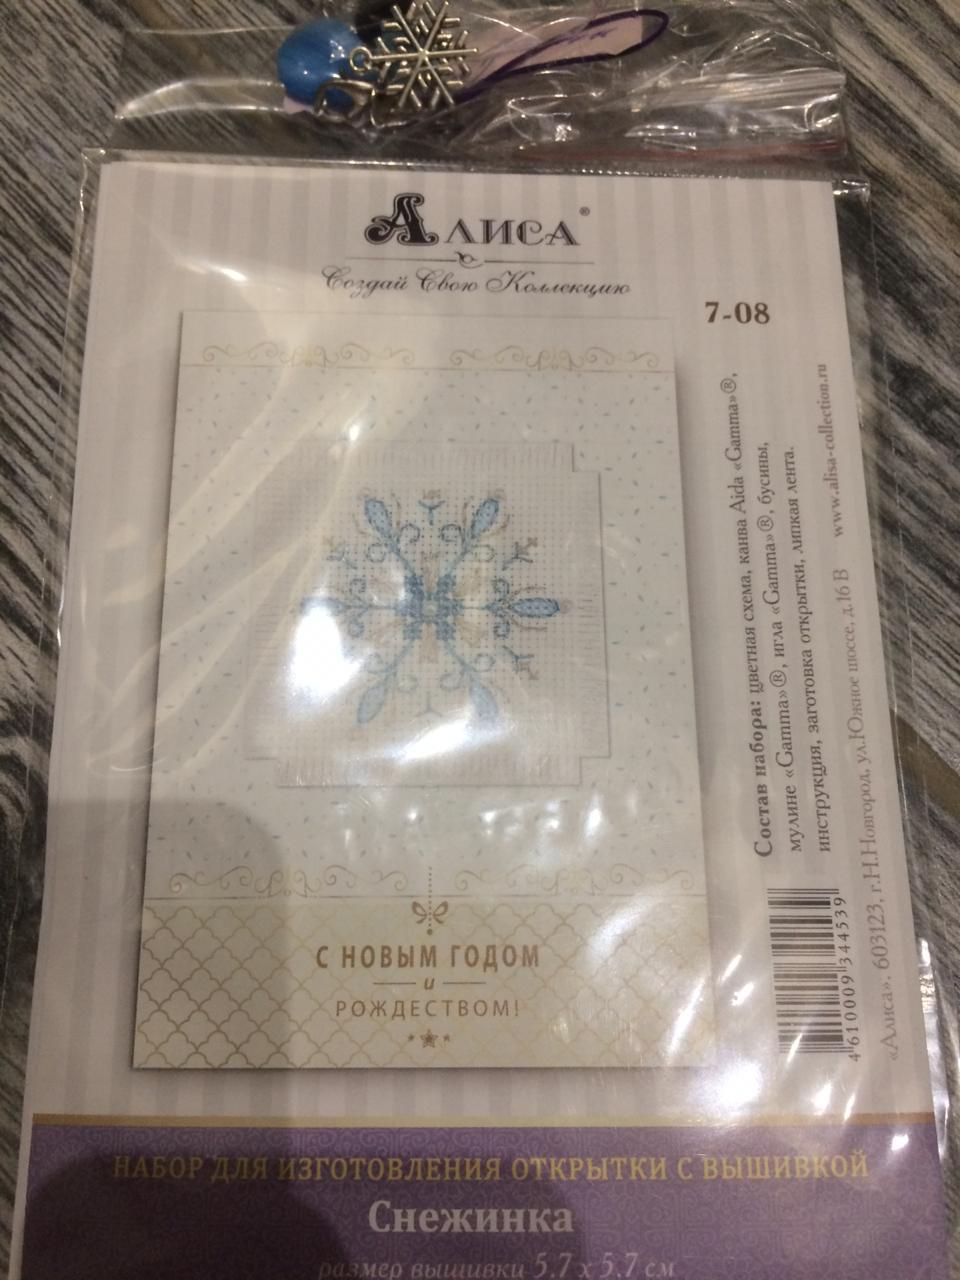 Алиса®
Создай Свою Коллекцию
7-08
С НОВЫМ ГОДОМ
и
РОЖДЕСТВОМ!
Состав набора: цветная схема, канва Aida «Gamma»®,
мулине «Gamma»®, игла «Gamma»®, бусины,
инструкция, заготовка открытки, липкая лента.
www.alisa-collection.ru
«Алиса». 603123, г.Н.Новгород, ул.Южное шоссе, д.16 В
4 610009 344539
НАБОР ДЛЯ ИЗГОТОВЛЕНИЯ ОТКРЫТКИ С ВЫШИВКОЙ
Снежинка
размер вышивки 5.7 х 5.7 см